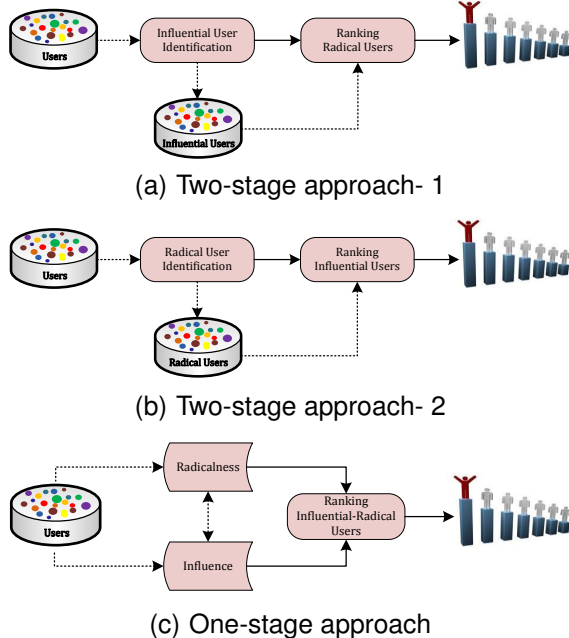 Influential User
Identification
Ranking
Radical Users
Users
Influential Users
(a) Two-stage approach- 1
Radical User
Identification
Ranking
Influential Users
Users
Radical Users
(b) Two-stage approach- 2
Radicalness
Ranking
Influential-Radical
Users
Users
Influence
(c) One-stage approach